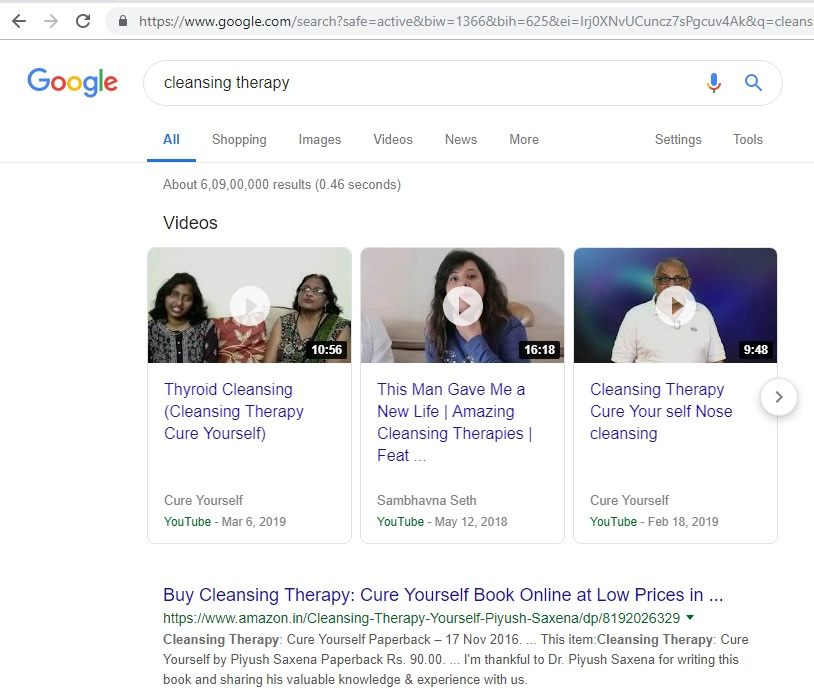 https://www.google.com/search?safe=active&biw=1366&bih=625&ei=Irj0XNvUCuncz7sPgcuv4Ak&q=cleans
Google
cleansing therapy
All Shopping Images Videos News More Settings Tools
About 6,09,00,000 results (0.46 seconds)
Videos
10:56 16:18 9:48
Thyroid Cleansing
(Cleansing Therapy
Cure Yourself)
Cure Yourself
YouTube - Mar 6, 2019
This Man Gave Me a
New Life | Amazing
Cleansing Therapies |
Feat ...
Sambhavna Seth
YouTube - May 12, 2018
Cleansing Therapy
Cure Your self Nose
cleansing
Cure Yourself
YouTube - Feb 18, 2019
Buy Cleansing Therapy: Cure Yourself Book Online at Low Prices in ...
https://www.amazon.in/Cleansing-Therapy-Yourself-Piyush-Saxena/dp/8192026329
Cleansing Therapy: Cure Yourself Paperback – 17 Nov 2016. ... This item:Cleansing Therapy: Cure
Yourself by Piyush Saxena Paperback Rs. 90.00. ... I'm thankful to Dr. Piyush Saxena for writing this
book and sharing his valuable knowledge & experience with us.